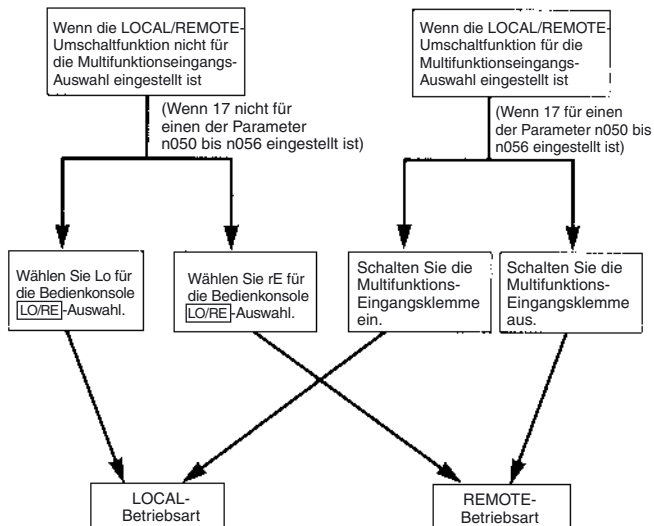 Wenn die LOCAL/REMOTE-
Umschaltfunktion nicht für
die Multifunktionseingangs-
Auswahl eingestellt ist
Wenn die LOCAL/REMOTE-
Umschaltfunktion für die
Multifunktionseingangs-
Auswahl eingestellt ist
(Wenn 17 nicht für
einen der Parameter
n050 bis n056 eingestellt ist)
(Wenn 17 für einen
der Parameter n050 bis
n056 eingestellt ist)
Wählen Sie Lo für
die Bedienkonsole
LO/RE-Auswahl.
Wählen Sie rE für
die Bedienkonsole
LO/RE-Auswahl.
Schalten Sie die
Multifunktions-
Eingangsklemme
ein.
Schalten Sie die
Multifunktions-
Eingangsklemme
aus.
LOCAL-
Betriebsart
REMOTE-
Betriebsart